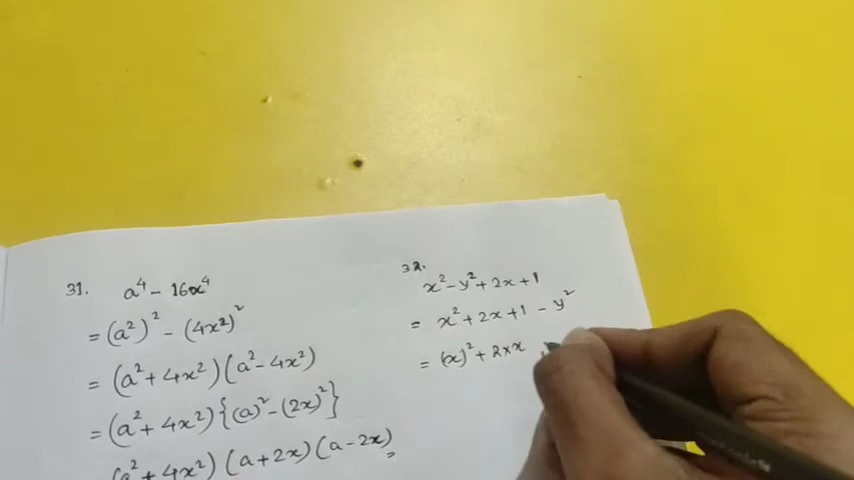 31. a⁴ - 16x⁴
= (a²)² - (4x²)²
= (a² + 4x²)(a² - 4x²)
= (a² + 4x²){(a)² - (2x)²}
(a² + 4x²)(a + 2x)(a - 2x)
32.
x² - y² + 2x + 1
= x² + 2x + 1 - y²
= (x)² + 2×x